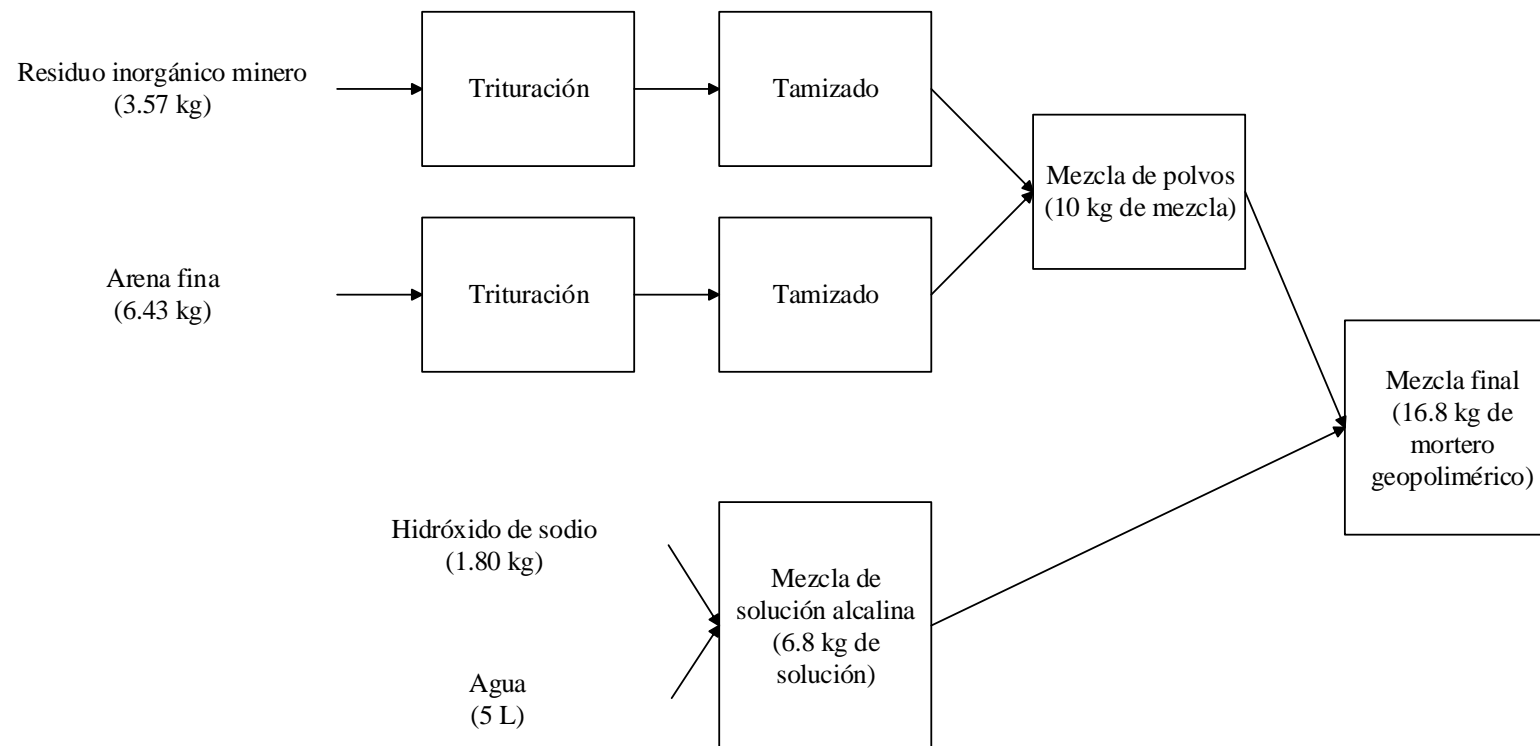 Residuo inorgánico minero
(3.57 kg)
Trituración
Tamizado
Mezcla de polvos
(10 kg de mezcla)
Arena fina
(6.43 kg)
Trituración
Tamizado
Mezcla final
(16.8 kg de
mortero
geopolimérico)
Hidróxido de sodio
(1.80 kg)
Mezcla de
solución alcalina
(6.8 kg de
solución)
Agua
(5 L)